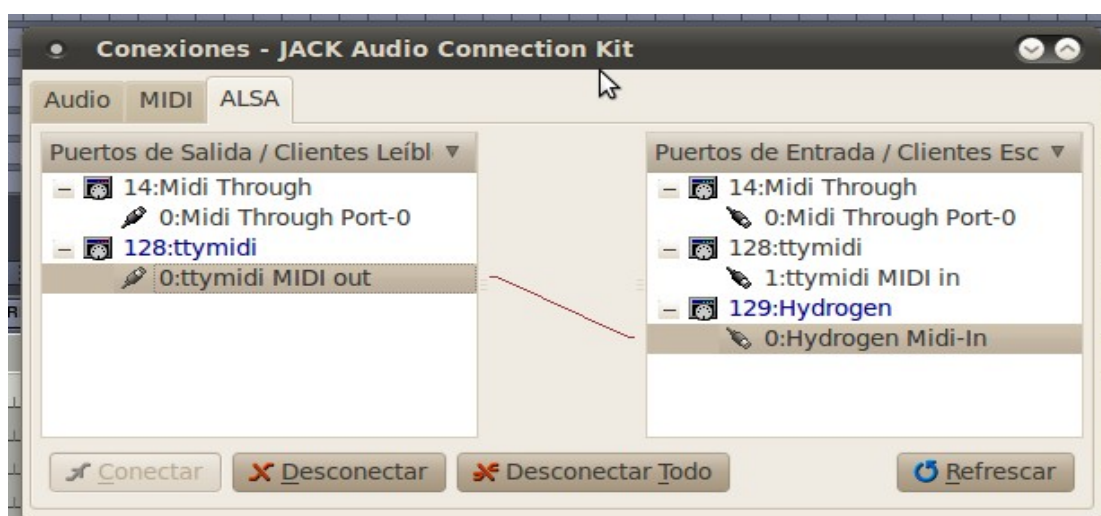 Conexiones - JACK Audio Connection Kit
Audio MIDI ALSA
Puertos de Salida / Clientes Leíbl
14:Midi Through
0:Midi Through Port-0
128:ttymidi
0:ttymidi MIDI out
Puertos de Entrada / Clientes Esc
14:Midi Through
0:Midi Through Port-0
128:ttymidi
1:ttymidi MIDI in
129:Hydrogen
0:Hydrogen Midi-In
Conectar Desconectar Desconectar Todo Refrescar
R